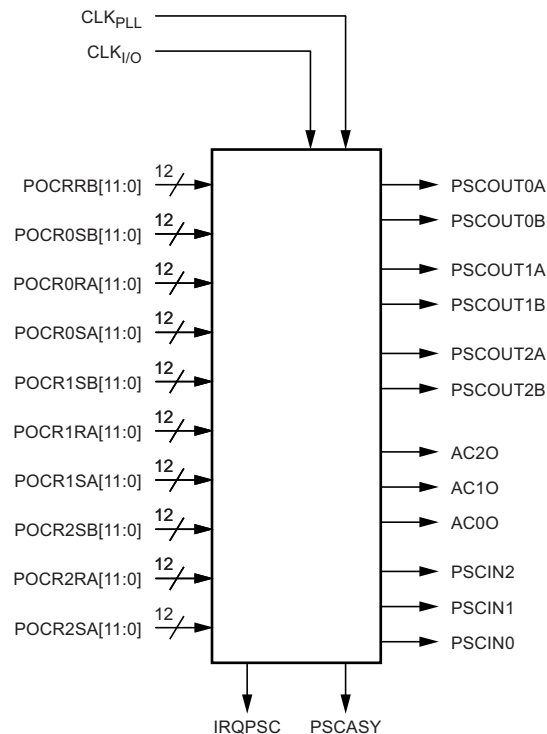 CLKPLL
CLKI/O
12
POCRRB[11:0]
12
POCR0SB[11:0]
12
POCR0RA[11:0]
12
POCR0SA[11:0]
12
POCR1SB[11:0]
12
POCR1RA[11:0]
12
POCR1SA[11:0]
12
POCR2SB[11:0]
12
POCR2RA[11:0]
12
POCR2SA[11:0]
PSCOUT0A
PSCOUT0B
PSCOUT1A
PSCOUT1B
PSCOUT2A
PSCOUT2B
AC2O
AC1O
AC0O
PSCIN2
PSCIN1
PSCIN0
IRQPSC
PSCASY